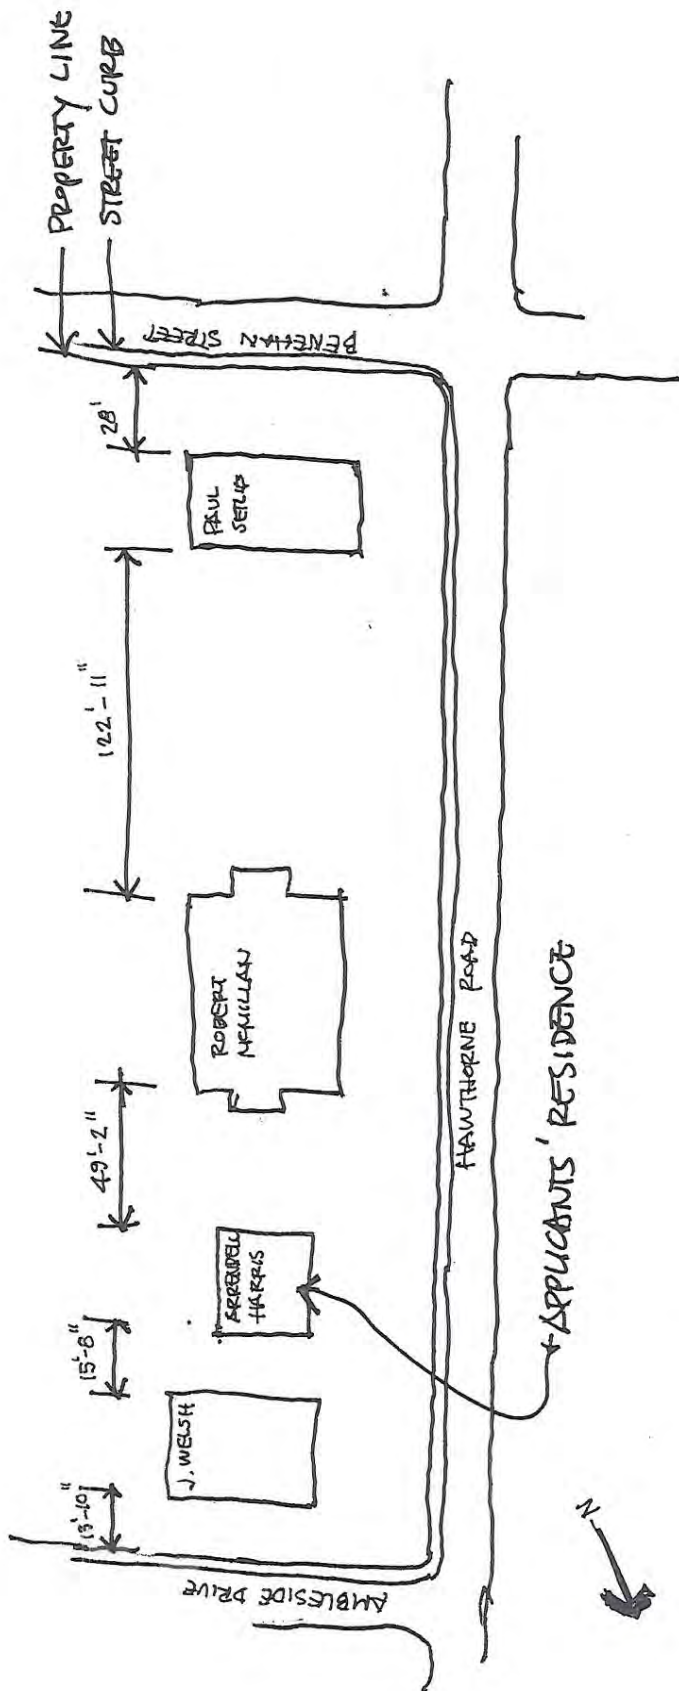 PROPERTY LINE
STREET CURB
BENEHAN STREET
28'
PAUL
122'-11"
ROBERT
MCMILLAN
49'-2"
HARRIS
15'-8"
J. WELSH
13'-10"
AMBLESIDE DRIVE
HAWTHORNE ROAD
APPLICANTS' RESIDENCE
N